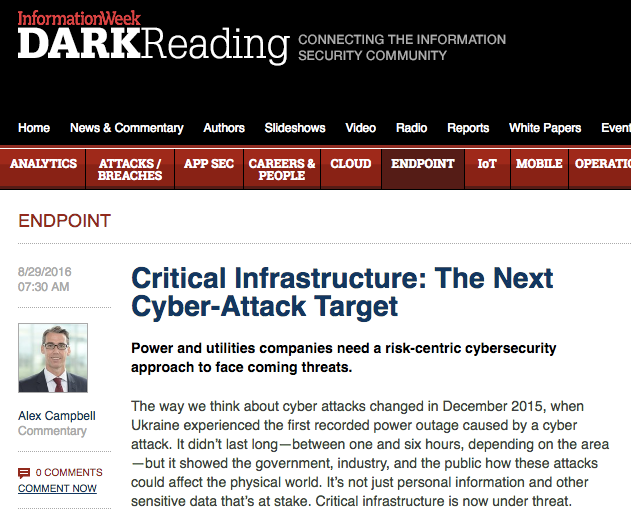 InformationWeek
DARKReading
CONNECTING THE INFORMATION
SECURITY COMMUNITY
Home News & Commentary Authors Slideshows Video Radio Reports White Papers Event
ANALYTICS
ATTACKS /
BREACHES
APP SEC
CAREERS &
PEOPLE
CLOUD
ENDPOINT
IoT
MOBILE
OPERATIO
ENDPOINT
8/29/2016
07:30 AM
Alex Campbell
Commentary
0 COMMENTS
COMMENT NOW
Critical Infrastructure: The Next
Cyber-Attack Target
Power and utilities companies need a risk-centric cybersecurity
approach to face coming threats.
The way we think about cyber attacks changed in December 2015, when
Ukraine experienced the first recorded power outage caused by a cyber
attack. It didn't last long—between one and six hours, depending on the area
—but it showed the government, industry, and the public how these attacks
could affect the physical world. It's not just personal information and other
sensitive data that's at stake. Critical infrastructure is now under threat.